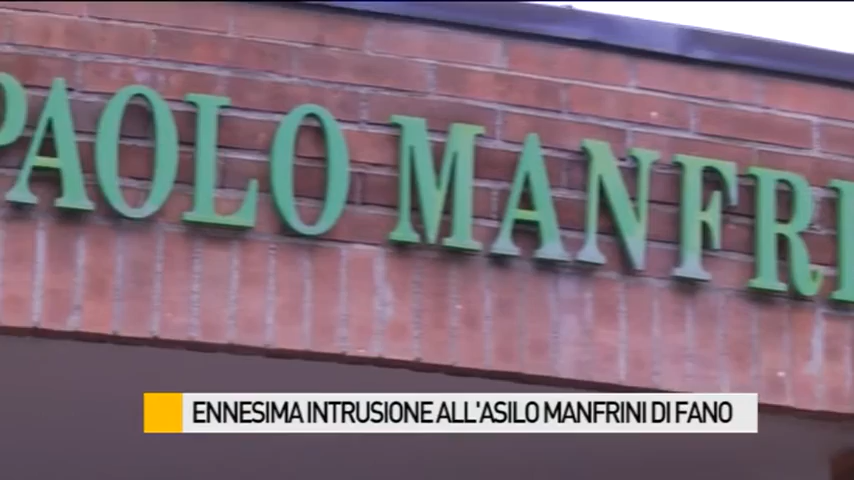 PAOLO MANFRI
ENNESIMA INTRUSIONE ALL'ASILO MANFRINI DI FANO